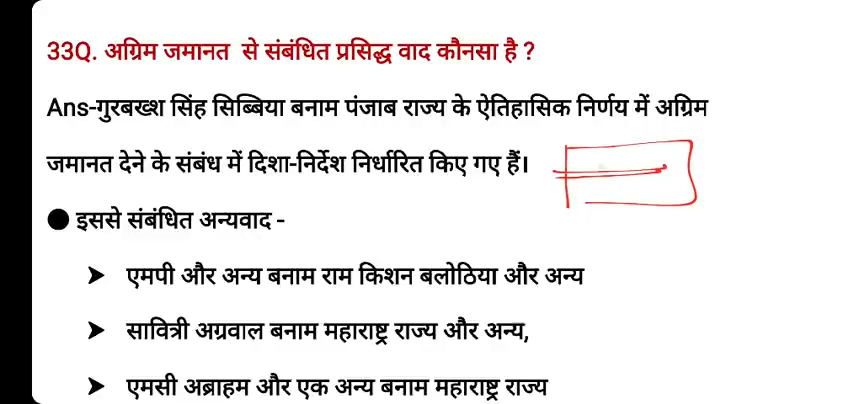 33Q. अग्रिम जमानत से संबंधित प्रसिद्ध वाद कौनसा है ?
Ans-गुरबख्श सिंह सिब्बिया बनाम पंजाब राज्य के ऐतिहासिक निर्णय में अग्रिम
जमानत देने के संबंध में दिशा-निर्देश निर्धारित किए गए हैं।
● इससे संबंधित अन्यवाद -
➤ एमपी और अन्य बनाम राम किशन बलोठिया और अन्य
➤ सावित्री अग्रवाल बनाम महाराष्ट्र राज्य और अन्य,
➤ एमसी अब्राहम और एक अन्य बनाम महाराष्ट्र राज्य